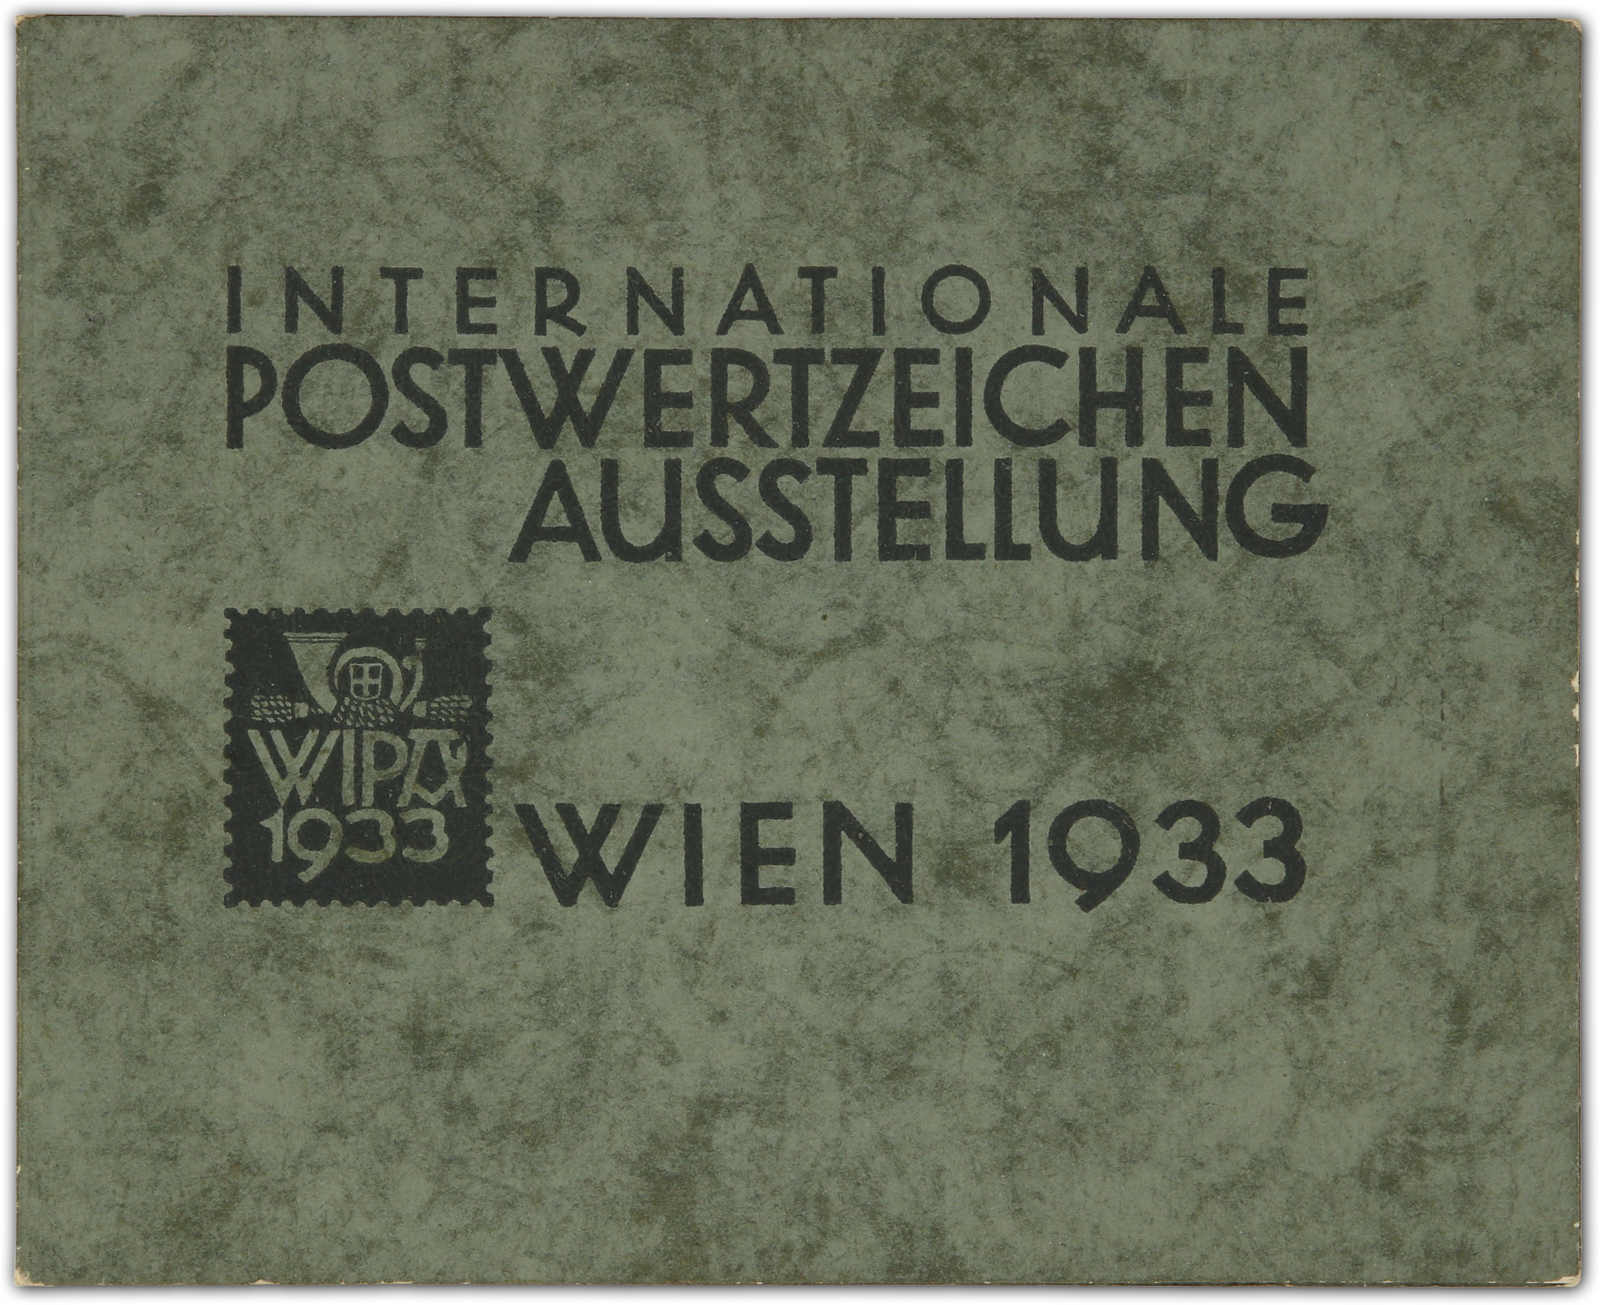 INTERNATIONALE
POSTWERTZEICHEN
AUSSTELLUNG
WIPA
1933
WIEN 1933